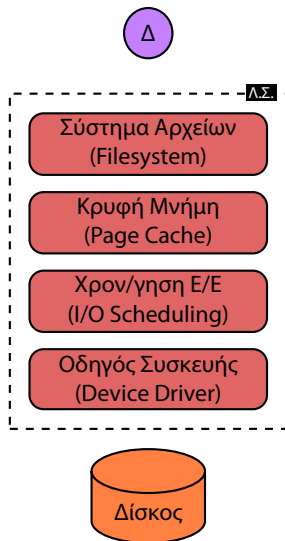 Δ
Λ.Σ.
Σύστημα Αρχείων
(Filesystem)
Κρυφή Μνήμη
(Page Cache)
Χρον/γηση Ε/Ε
(I/O Scheduling)
Οδηγός Συσκευής
(Device Driver)
Δίσκος